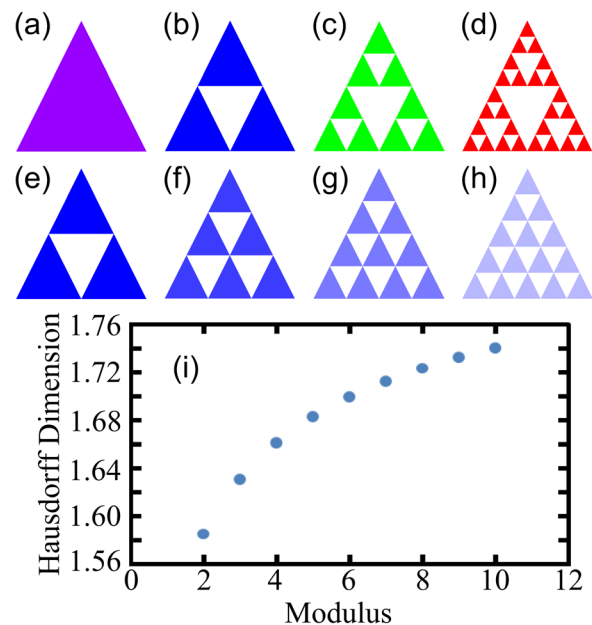 (a) (b) (c) (d)
(e) (f) (g) (h)
(i)
Hausdorff Dimension
1.76
1.72
1.68
1.64
1.60
1.56
0 2 4 6 8 10 12
Modulus